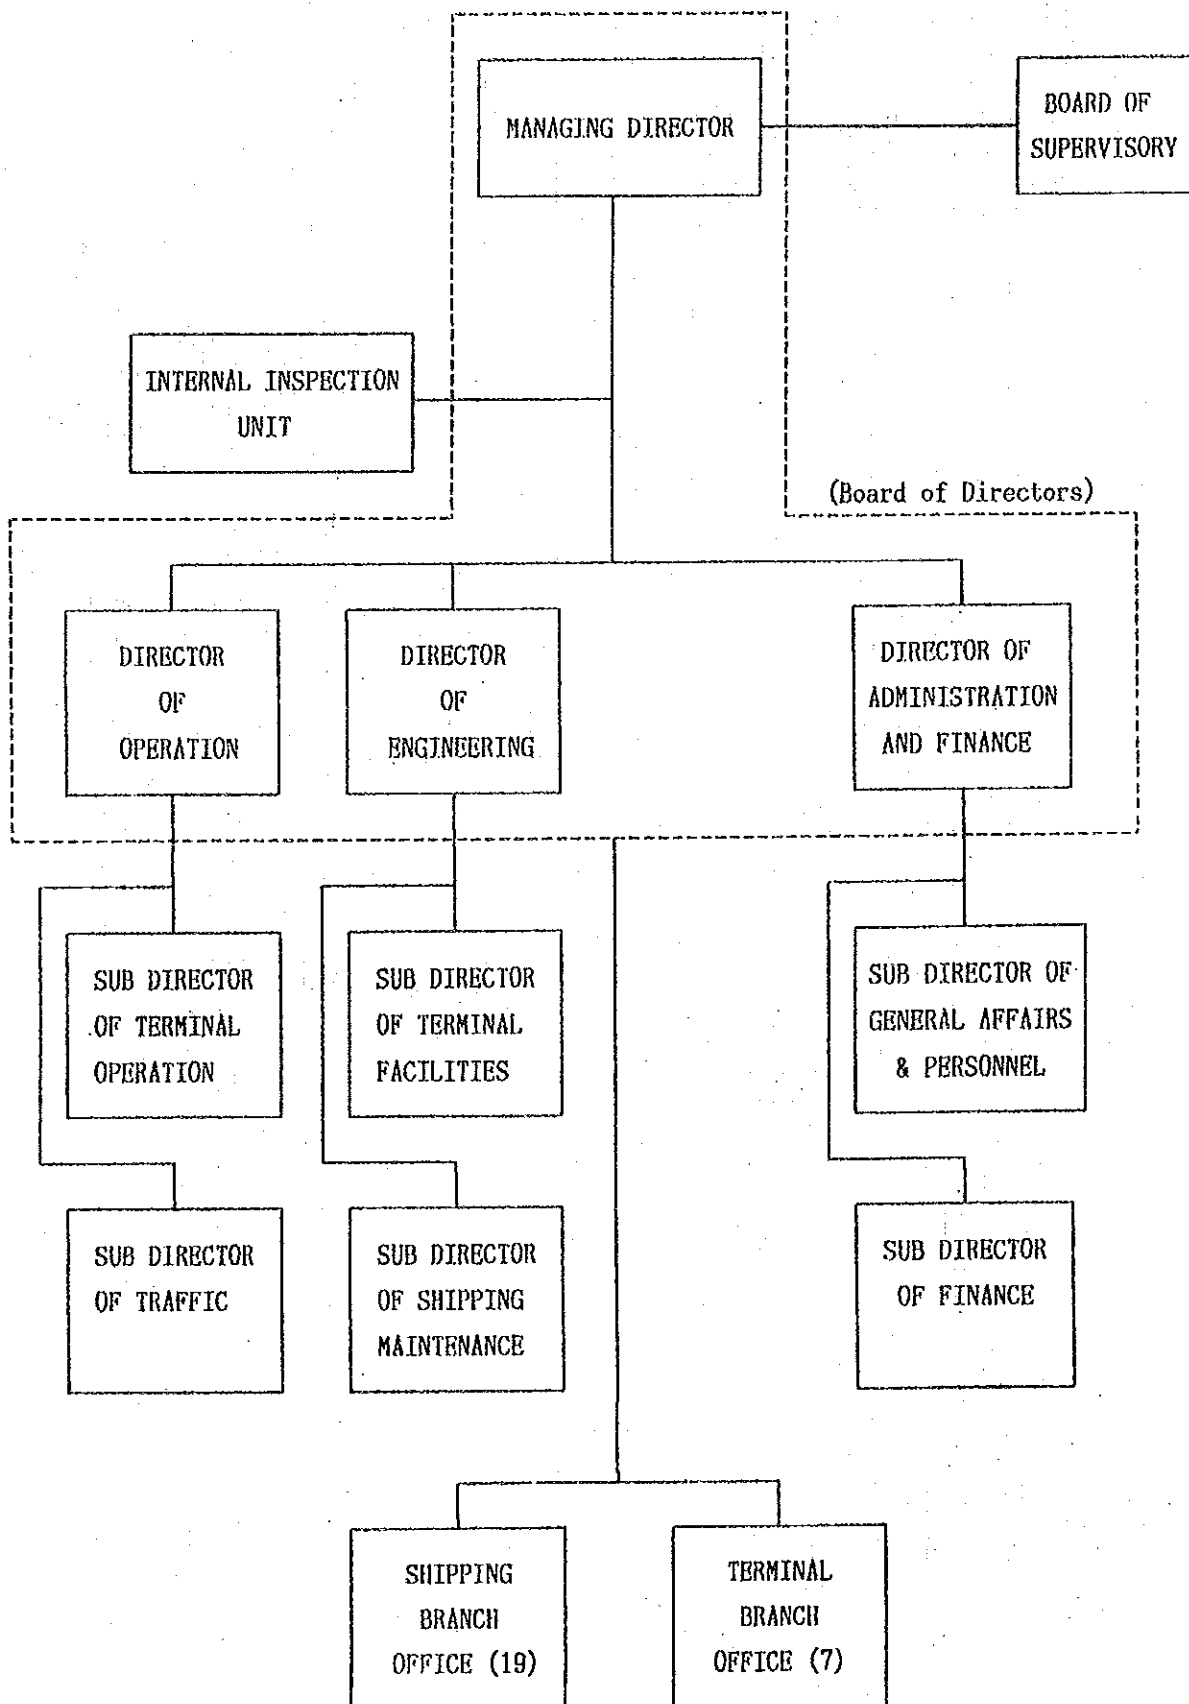 MANAGING DIRECTOR
BOARD OF
SUPERVISORY
INTERNAL INSPECTION
UNIT
(Board of Directors)
DIRECTOR
OF
OPERATION
DIRECTOR
OF
ENGINEERING
DIRECTOR OF
ADMINISTRATION
AND FINANCE
SUB DIRECTOR
OF TERMINAL
OPERATION
SUB DIRECTOR
OF TERMINAL
FACILITIES
SUB DIRECTOR OF
GENERAL AFFAIRS
& PERSONNEL
SUB DIRECTOR
OF TRAFFIC
SUB DIRECTOR
OF SHIPPING
MAINTENANCE
SUB DIRECTOR
OF FINANCE
SHIPPING
BRANCH
OFFICE (19)
TERMINAL
BRANCH
OFFICE (7)